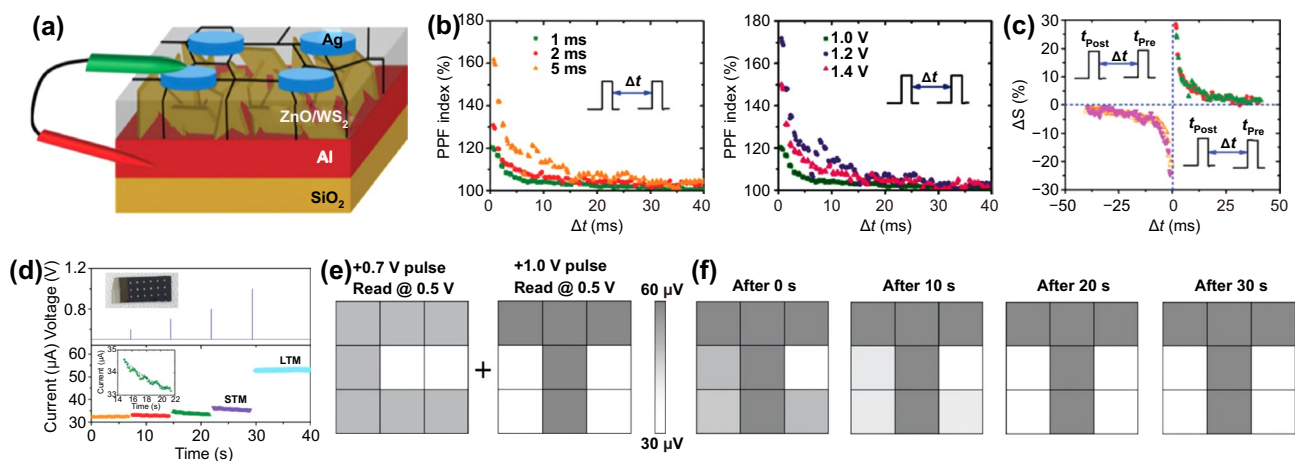 (a)
Ag
ZnO/WS2
Al
SiO2
(b)
PPF index (%)
180
160
140
120
100
1 ms
2 ms
5 ms
Δt
0 10 20 30 40
Δt (ms)
PPF index (%)
180
160
140
120
100
1.0 V
1.2 V
1.4 V
Δt
0 10 20 30 40
Δt (ms)
(c)
ΔS (%)
30
20
10
0
−10
−20
−30
tPost tPre
Δt
tPost tPre
Δt
−50 −25 0 25 50
Δt (ms)
(d)
Voltage (V)
1.2
0.8
Current (µA)
60
50
40
30
Current (µA)
35
34
33
14 16 18 20 22
Time (s)
STM
LTM
0 10 20 30 40
Time (s)
(e)
+0.7 V pulse
Read @ 0.5 V
+
+1.0 V pulse
Read @ 0.5 V
60 µV
30 µV
(f)
After 0 s
After 10 s
After 20 s
After 30 s